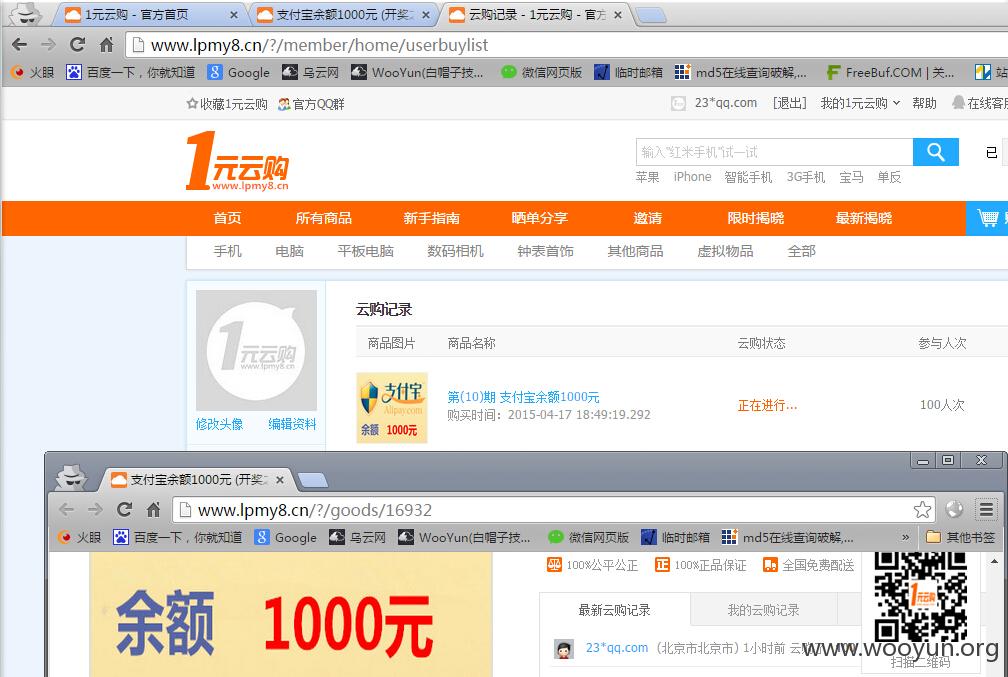 1元云购 - 官方首页
支付宝余额1000元 (开奖
云购记录 - 1元云购 - 官方
www.lpmy8.cn/?/member/home/userbuylist
火眼 百度一下，你就知道 Google 乌云网 WooYun(白帽子技... 微信网页版 临时邮箱 md5在线查询破解,... FreeBuf.COM | 关... 站
收藏1元云购 官方QQ群
23*qq.com [退出] 我的1元云购 帮助 在线客
1元云购
www.lpmy8.cn
输入"红米手机"试一试
苹果 iPhone 智能手机 3G手机 宝马 单反
已
首页 所有商品 新手指南 晒单分享 邀请 限时揭晓 最新揭晓
手机 电脑 平板电脑 数码相机 钟表首饰 其他商品 虚拟物品 全部
1元云购
www.lpmy8.cn
修改头像 编辑资料
云购记录
商品图片 商品名称 云购状态 参与人次
支付宝
Alipay.com
余额 1000元
第(10)期 支付宝余额1000元
购买时间：2015-04-17 18:49:19.292
正在进行...
100人次
支付宝余额1000元 (开奖
www.lpmy8.cn/?/goods/16932
火眼 百度一下，你就知道 Google 乌云网 WooYun(白帽子技... 微信网页版 临时邮箱 md5在线查询破解,... » 其他书签
余额 1000元
100%公平公正 100%正品保证 全国免费配送
最新云购记录 我的云购记录
23*qq.com (北京市北京市) 1小时前 云购了 100
1元云购
扫描二维码
www.wooyun.org